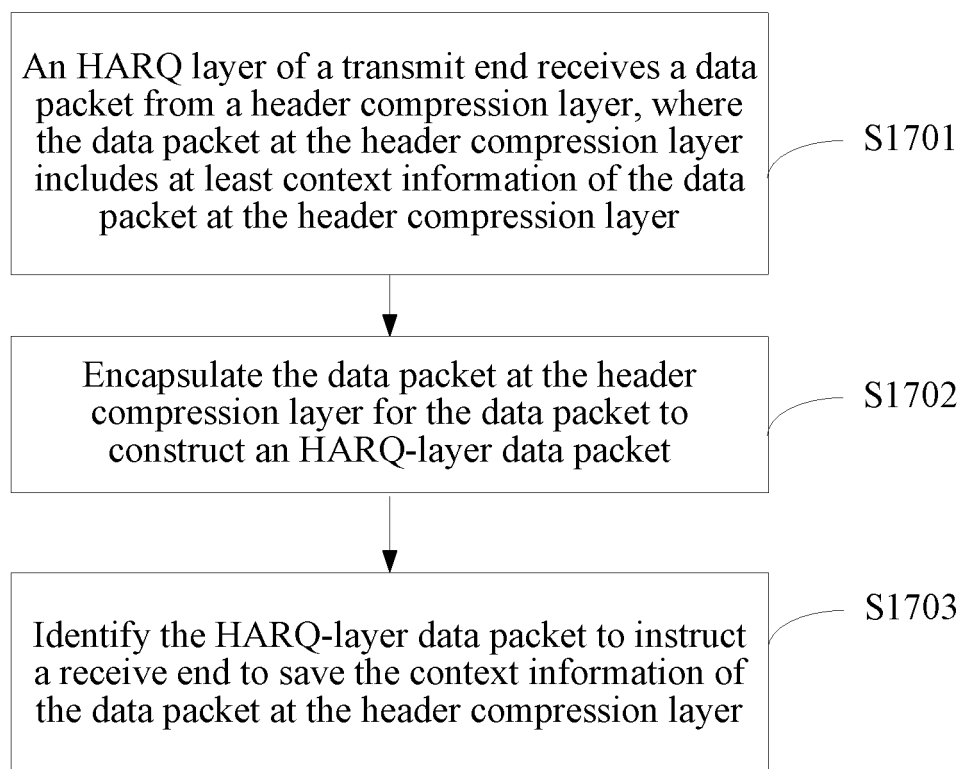 An HARQ layer of a transmit end receives a data
packet from a header compression layer, where
the data packet at the header compression layer
includes at least context information of the data
packet at the header compression layer
S1701
Encapsulate the data packet at the header
compression layer for the data packet to
construct an HARQ-layer data packet
S1702
Identify the HARQ-layer data packet to instruct
a receive end to save the context information of
the data packet at the header compression layer
S1703